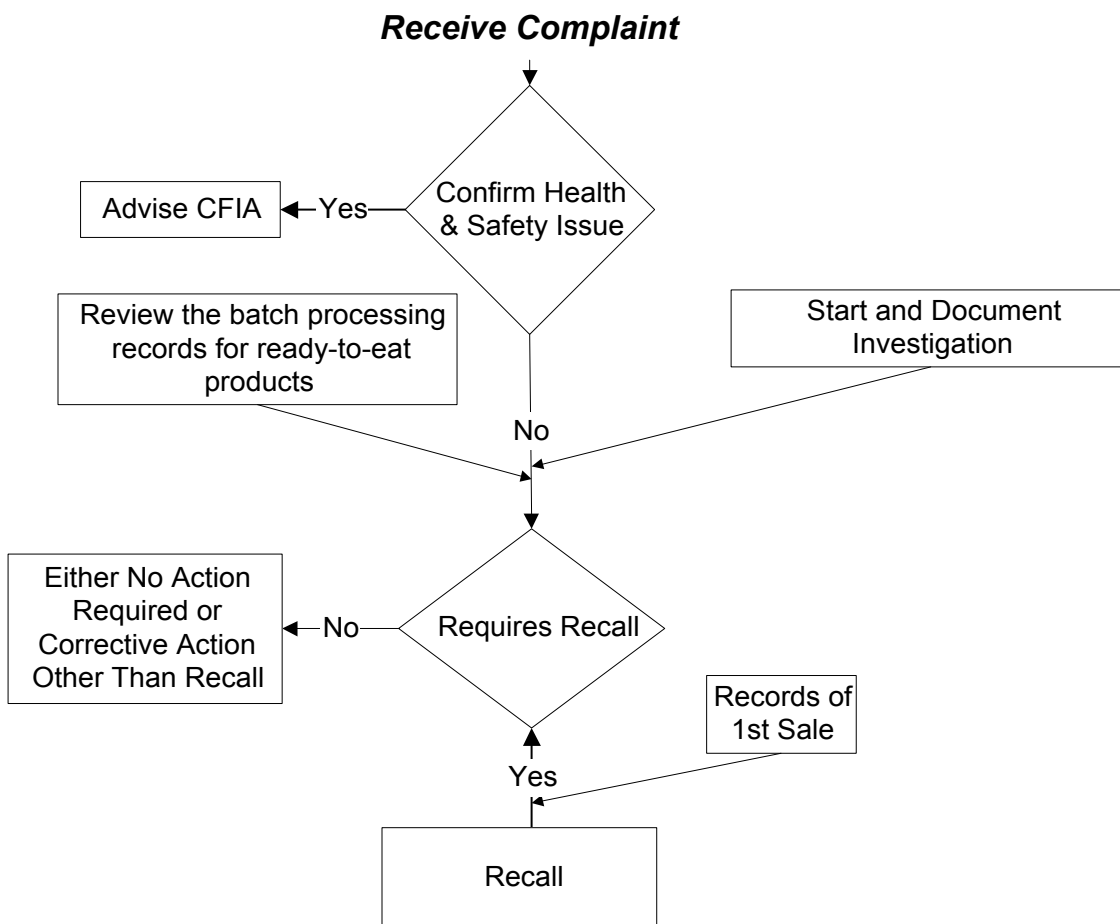 Receive Complaint
Confirm Health
& Safety Issue
Yes
Advise CFIA
Review the batch processing
records for ready-to-eat
products
Start and Document
Investigation
No
Either No Action
Required or
Corrective Action
Other Than Recall
No
Requires Recall
Records of
1st Sale
Yes
Recall